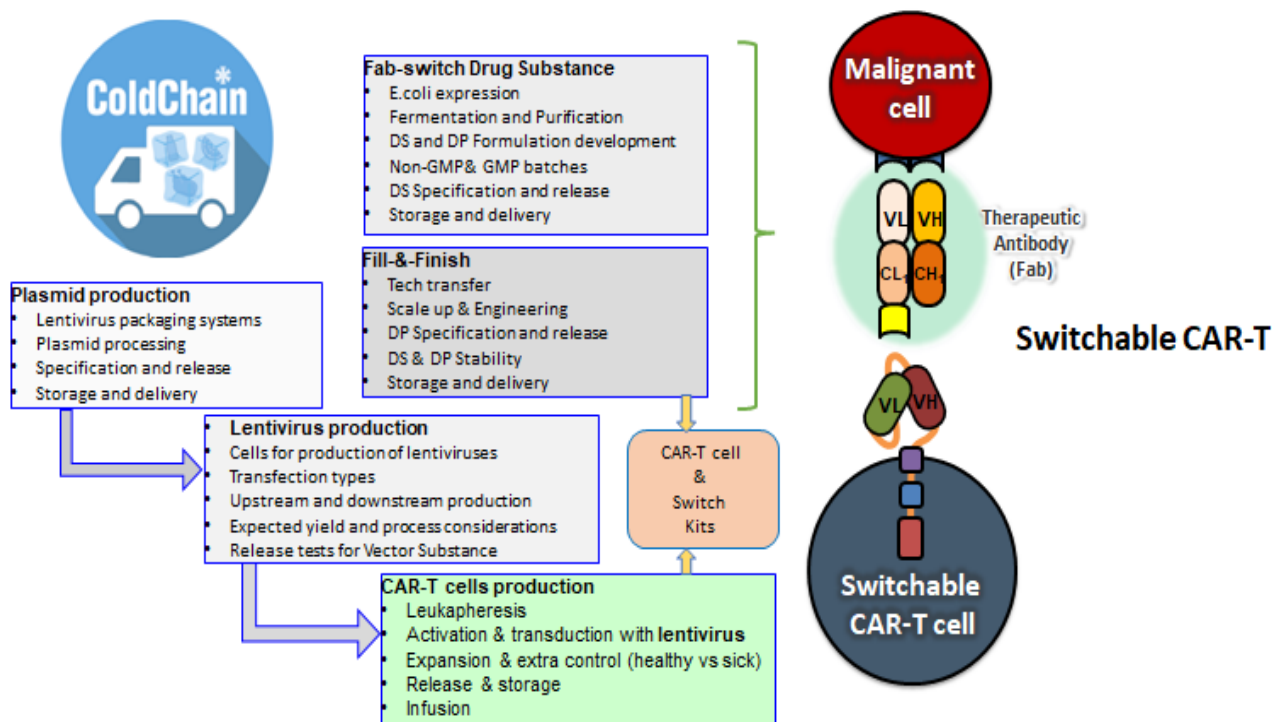 ColdChain
Fab-switch Drug Substance
• E.coli expression
• Fermentation and Purification
• DS and DP Formulation development
• Non-GMP& GMP batches
• DS Specification and release
• Storage and delivery
Fill-&-Finish
• Tech transfer
• Scale up & Engineering
• DP Specification and release
• DS & DP Stability
• Storage and delivery
Plasmid production
• Lentivirus packaging systems
• Plasmid processing
• Specification and release
• Storage and delivery
• Lentivirus production
• Cells for production of lentiviruses
• Transfection types
• Upstream and downstream production
• Expected yield and process considerations
• Release tests for Vector Substance
CAR-T cells production
• Leukapheresis
• Activation & transduction with lentivirus
• Expansion & extra control (healthy vs sick)
• Release & storage
• Infusion
CAR-T cell
&
Switch
Kits
Malignant
cell
VL VH
CL1 CH1
Therapeutic
Antibody
(Fab)
Switchable CAR-T
VL VH
Switchable
CAR-T cell